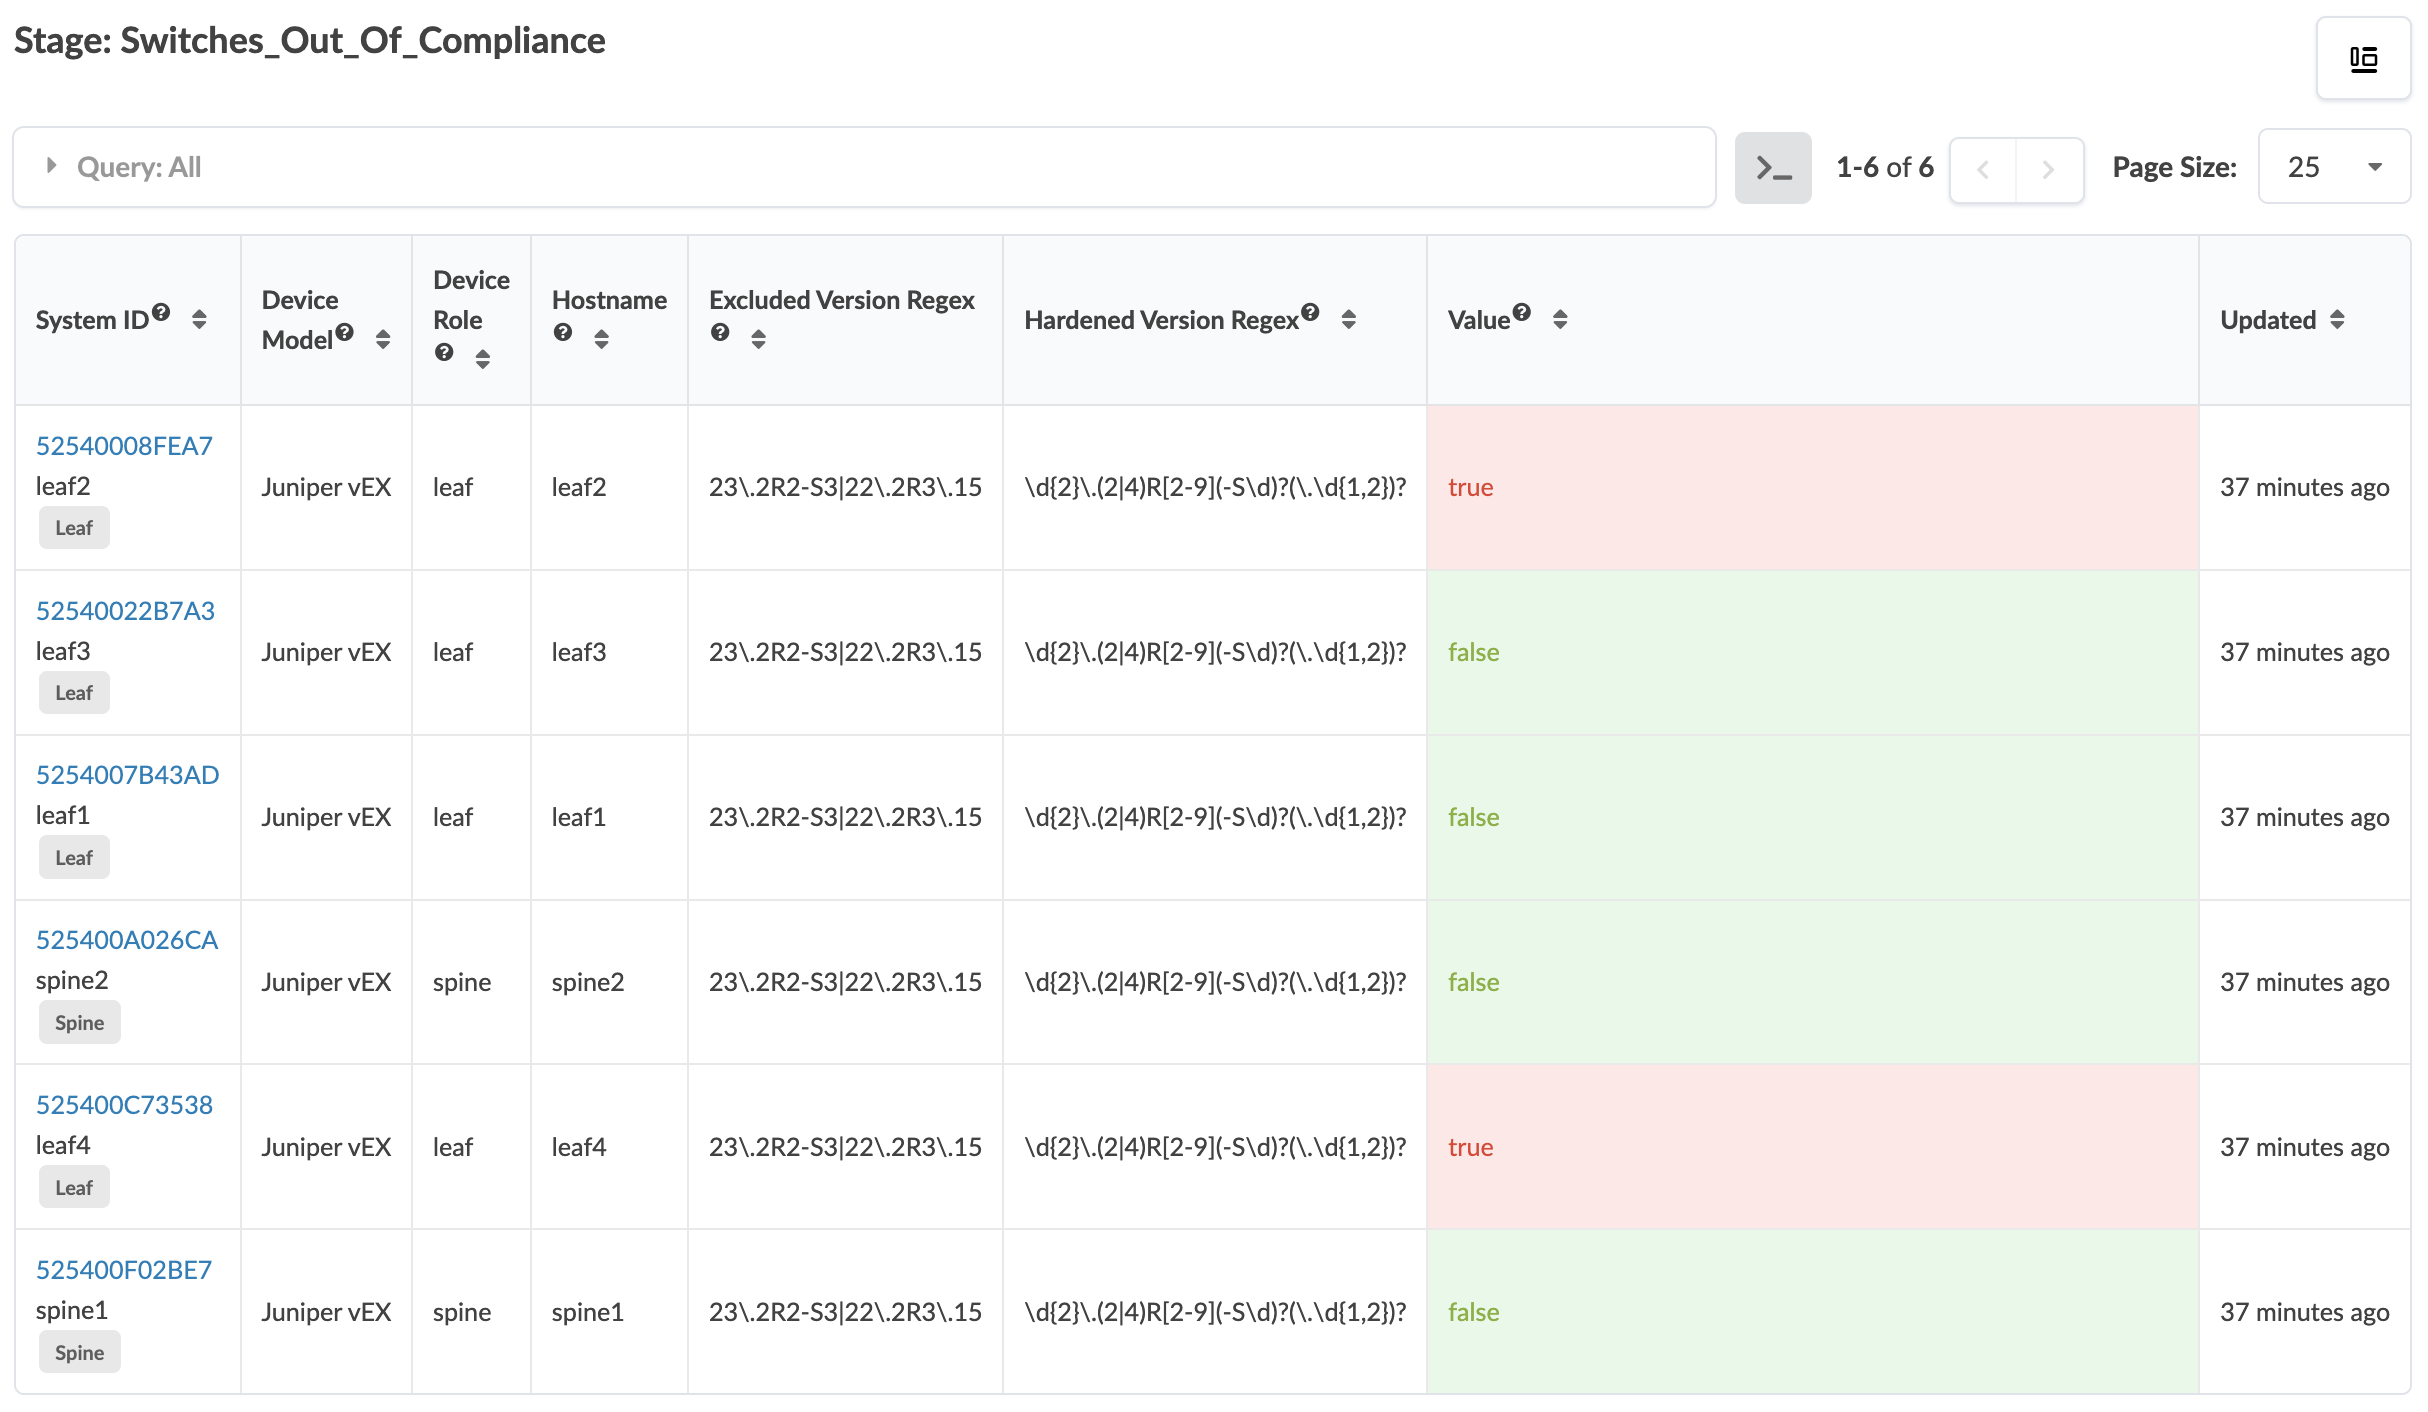 Stage: Switches_Out_Of_Compliance
Query: All
1-6 of 6
Page Size:
25
System ID
Device
Model
Device
Role
Hostname
Excluded Version Regex
Hardened Version Regex
Value
Updated
52540008FEA7
leaf2
Leaf
Juniper vEX
leaf
leaf2
23\.2R2-S3|22\.2R3\.15
\d{2}\.(2|4)R[2-9](-S\d)?(\.\d{1,2})?
true
37 minutes ago
52540022B7A3
leaf3
Leaf
Juniper vEX
leaf
leaf3
23\.2R2-S3|22\.2R3\.15
\d{2}\.(2|4)R[2-9](-S\d)?(\.\d{1,2})?
false
37 minutes ago
5254007B43AD
leaf1
Leaf
Juniper vEX
leaf
leaf1
23\.2R2-S3|22\.2R3\.15
\d{2}\.(2|4)R[2-9](-S\d)?(\.\d{1,2})?
false
37 minutes ago
525400A026CA
spine2
Spine
Juniper vEX
spine
spine2
23\.2R2-S3|22\.2R3\.15
\d{2}\.(2|4)R[2-9](-S\d)?(\.\d{1,2})?
false
37 minutes ago
525400C73538
leaf4
Leaf
Juniper vEX
leaf
leaf4
23\.2R2-S3|22\.2R3\.15
\d{2}\.(2|4)R[2-9](-S\d)?(\.\d{1,2})?
true
37 minutes ago
525400F02BE7
spine1
Spine
Juniper vEX
spine
spine1
23\.2R2-S3|22\.2R3\.15
\d{2}\.(2|4)R[2-9](-S\d)?(\.\d{1,2})?
false
37 minutes ago